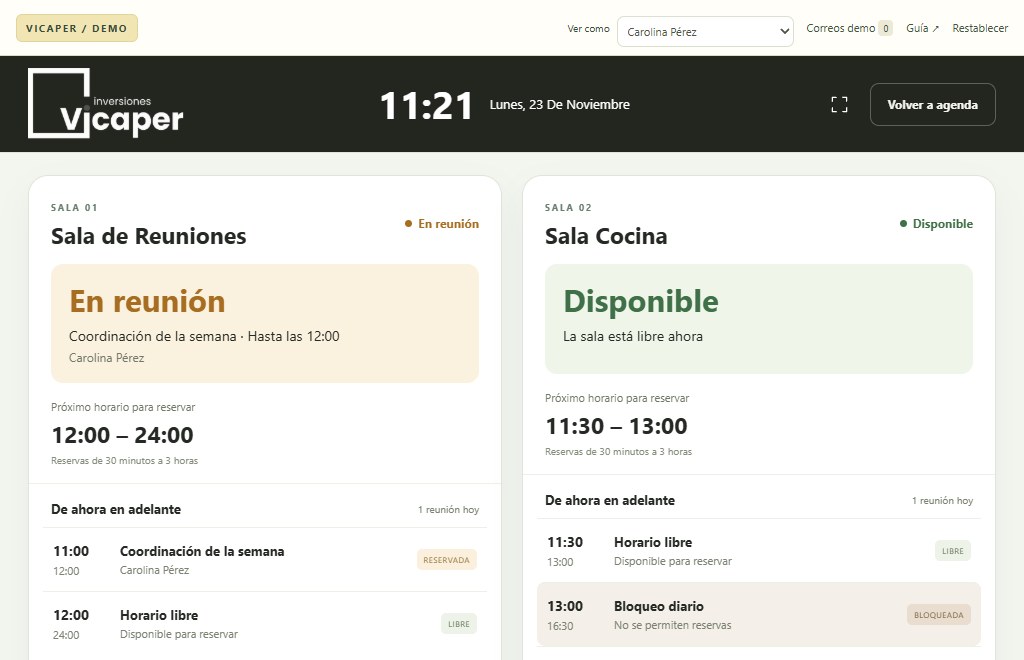 VICAPER / DEMO
Ver como
Carolina Pérez
Correos demo 0
Guía ↗
Restablecer
inversiones
Vicaper
11:21
Lunes, 23 De Noviembre
Volver a agenda
SALA 01
Sala de Reuniones
En reunión
En reunión
Coordinación de la semana · Hasta las 12:00
Carolina Pérez
Próximo horario para reservar
12:00 – 24:00
Reservas de 30 minutos a 3 horas
De ahora en adelante
1 reunión hoy
11:00 Coordinación de la semana
12:00 Carolina Pérez
RESERVADA
12:00 Horario libre
24:00 Disponible para reservar
LIBRE
SALA 02
Sala Cocina
Disponible
Disponible
La sala está libre ahora
Próximo horario para reservar
11:30 – 13:00
Reservas de 30 minutos a 3 horas
De ahora en adelante
1 reunión hoy
11:30 Horario libre
13:00 Disponible para reservar
LIBRE
13:00 Bloqueo diario
16:30 No se permiten reservas
BLOQUEADA